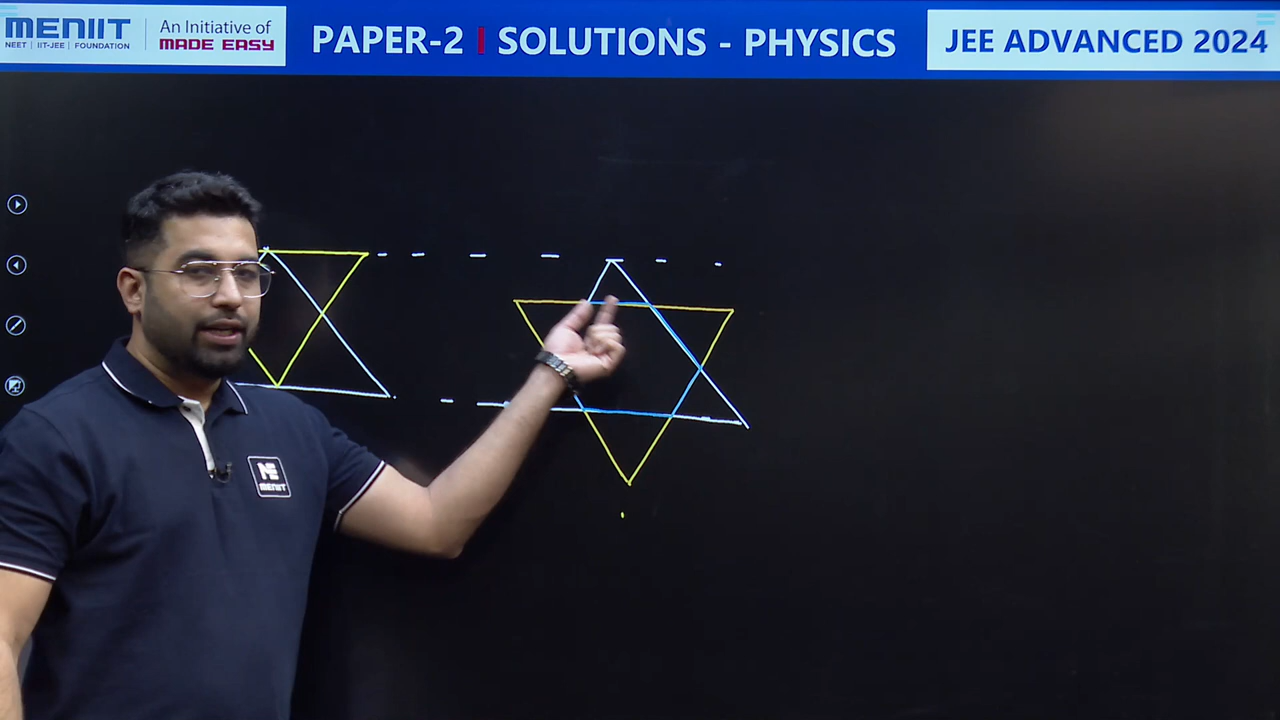 MENIIT
NEET | IIT-JEE | FOUNDATION
An Initiative of
MADE EASY
PAPER-2 | SOLUTIONS - PHYSICS
JEE ADVANCED 2024
MENIIT